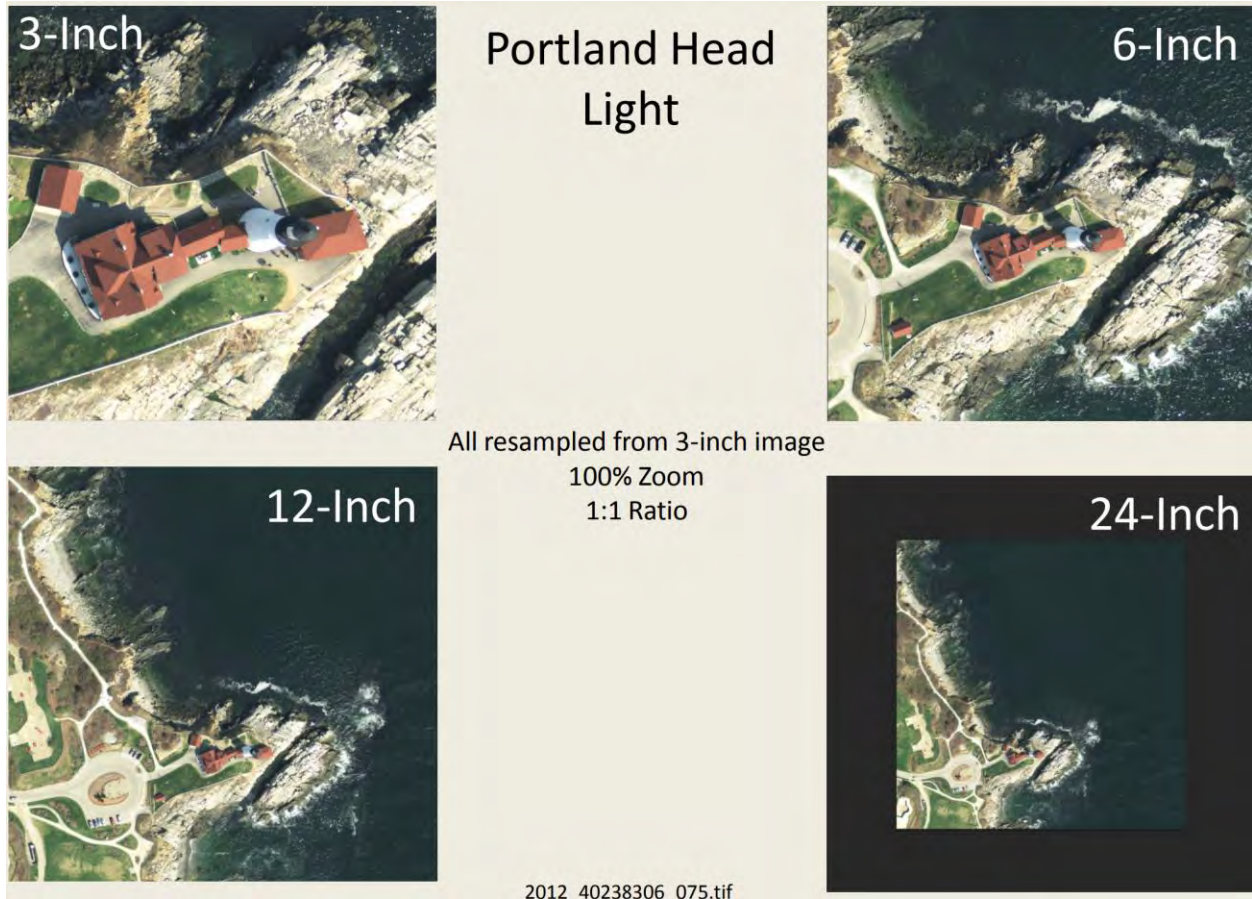 3-Inch
Portland Head
Light
6-Inch
All resampled from 3-inch image
100% Zoom
1:1 Ratio
12-Inch
24-Inch
2012_40238306_075.tif